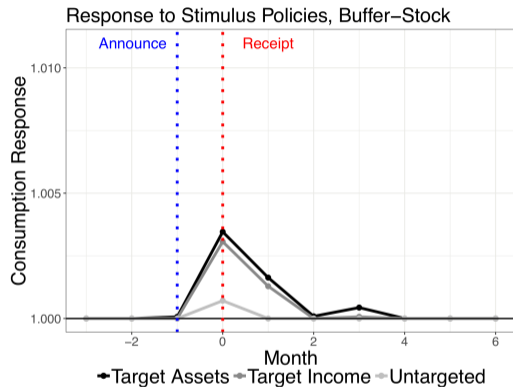 Response to Stimulus Policies, Buffer−Stock
Announce
Receipt
1.010
1.005
1.000
Consumption Response
−2 0 2 4 6
Month
Target Assets Target Income Untargeted